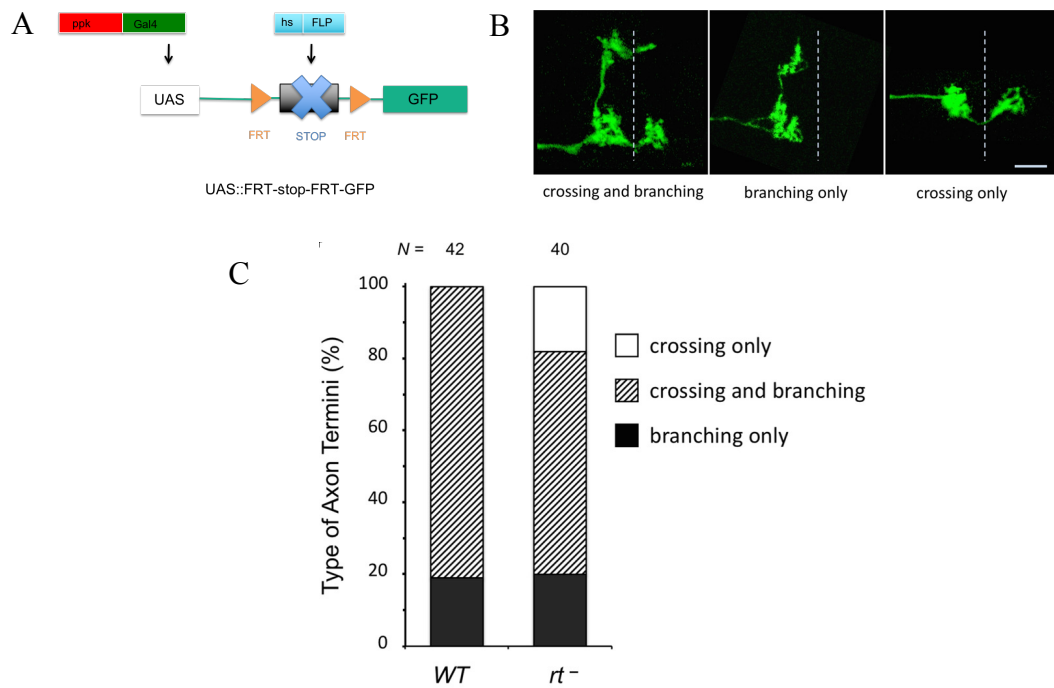 A
ppk Gal4
hs FLP
UAS
GFP
FRT STOP FRT
UAS::FRT-stop-FRT-GFP
B
crossing and branching
branching only
crossing only
C
N = 42 40
Type of Axon Termini (%)
100
80
60
40
20
0
crossing only
crossing and branching
branching only
WT
rt –